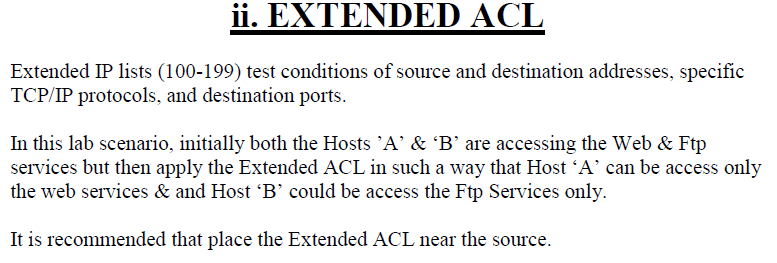 ii. EXTENDED ACL
Extended IP lists (100-199) test conditions of source and destination addresses, specific
TCP/IP protocols, and destination ports.
In this lab scenario, initially both the Hosts ’A’ & ‘B’ are accessing the Web & Ftp
services but then apply the Extended ACL in such a way that Host ‘A’ can be access only
the web services & and Host ‘B’ could be access the Ftp Services only.
It is recommended that place the Extended ACL near the source.